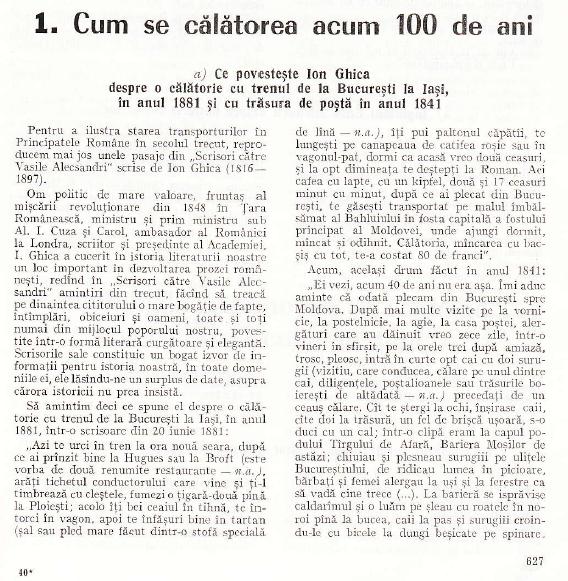 1. Cum se călătorea acum 100 de ani
a) Ce povestește Ion Ghica
despre o călătorie cu trenul de la București la Iași,
în anul 1881 și cu trăsura de poștă în anul 1841
Pentru a ilustra starea transporturilor în
Principatele Române în secolul trecut, repro-
ducem mai jos unele pasaje din „Scrisori către
Vasile Alecsandri" scrise de Ion Ghica (1816—
1897).
Om politic de mare valoare, fruntaș al
mișcării revoluționare din 1848 în Țara
Românească, ministru și prim ministru sub
Al. I. Cuza și Carol, ambasador al României
la Londra, scriitor și președinte al Academiei,
I. Ghica a cucerit în istoria literaturii noastre
un loc important în dezvoltarea prozei romå-
nești, redînd în „Scrisori către Vasile Alec-
sandri" amintiri din trecut, făcînd să treacă
pe dinaintea cititorului o bogăție de fapte,
întîmplări, obiceiuri și oameni, toate și toți
numai din mijlocul poporului nostru, poves-
tite într-o formă literară curgătoare și elegantă.
Scrisorile sale constituie un bogat izvor de in-
formații pentru istoria noastră, în toate dome-
niile ei, ele lăsîndu-ne un surplus de date, asupra
cărora istoricii nu prea insistă.
Să amintim deci ce spune el despre o călă-
torie cu trenul de la București la Iași, în anul
1881, într-o scrisoare din 20 iunie 1881:
„Azi te urci în tren la ora nouă seara, după
ce ai prînzit bine la Hugues sau la Broft (este
vorba de două renumite restaurante — n.a.),
arăți tichetul conductorului care vine și ți-l
timbrează cu cleștele, fumezi o țigară-două pînă
la Ploiești; acolo îți bei ceaiul în tihnă, te în-
torci în vagon, apoi te înfășuri bine în tartan
(șal sau pled mare făcut dintr-o stofă specială
40*
de lînă — n.a.), îți pui paltonul căpătîi, te
lungești pe canapeaua de catifea roșie sau în
vagonul-pat, dormi ca acasă vreo două ceasuri,
și la opt dimineața te deștepți la Roman. Aei
cafea cu lapte, cu un kipfel, două și 17 ceasuri
minut cu minut, după ce ai plecat din Bucu-
rești, te găsești transportat pe malul îmbăl-
sămat al Bahluiului în fosta capitală a fostului
principat al Moldovei, unde ajungi dormit,
mîncat și odihnit. Călătoria, mîncarea cu bac-
șiș cu tot, te-a costat 80 de franci".
Acum, același drum făcut în anul 1841:
„Ei vezi, acum 40 de ani nu era așa. Îmi aduc
aminte că odată plecam din București spre
Moldova. După mai multe vizite pe la vorni-
cie, la postelnicie, la agie, la casa poștei, aler-
gături care au dăinuit vreo zece zile, într-o
vineri în sfîrșit, pe la orele trei după amiază,
trosc, pleosc, intră în curte opt cai cu doi suru-
gii (vizitiu, care conducea, călare pe unul dintre
cai, diligențele, poștalioanele sau trăsurile bo-
ierești de altădată — n.a.) precedați de un
ceauș călare. Cît te ștergi la ochi, înșirase caii,
cîte doi la trăsură, un fel de brișcă ușoară, s-o
duci cu un cal; într-o clipă eram la capul po-
dului Tîrgului de Afară, Bariera Moșilor de
astăzi; chiuiau și plesneau surugiii pe ulițele
Bucureștiului, de ridicau lumea în picioare,
bărbați și femei alergau la uși și la ferestre ca
să vadă cine trece (...). La barieră se isprăvise
caldarîmul și o luăm pe șleau cu roatele în no-
roi pînă la bucea, caii la pas și surugiii croin-
du-le cu bicele la dungi beșicate pe spinare.
627